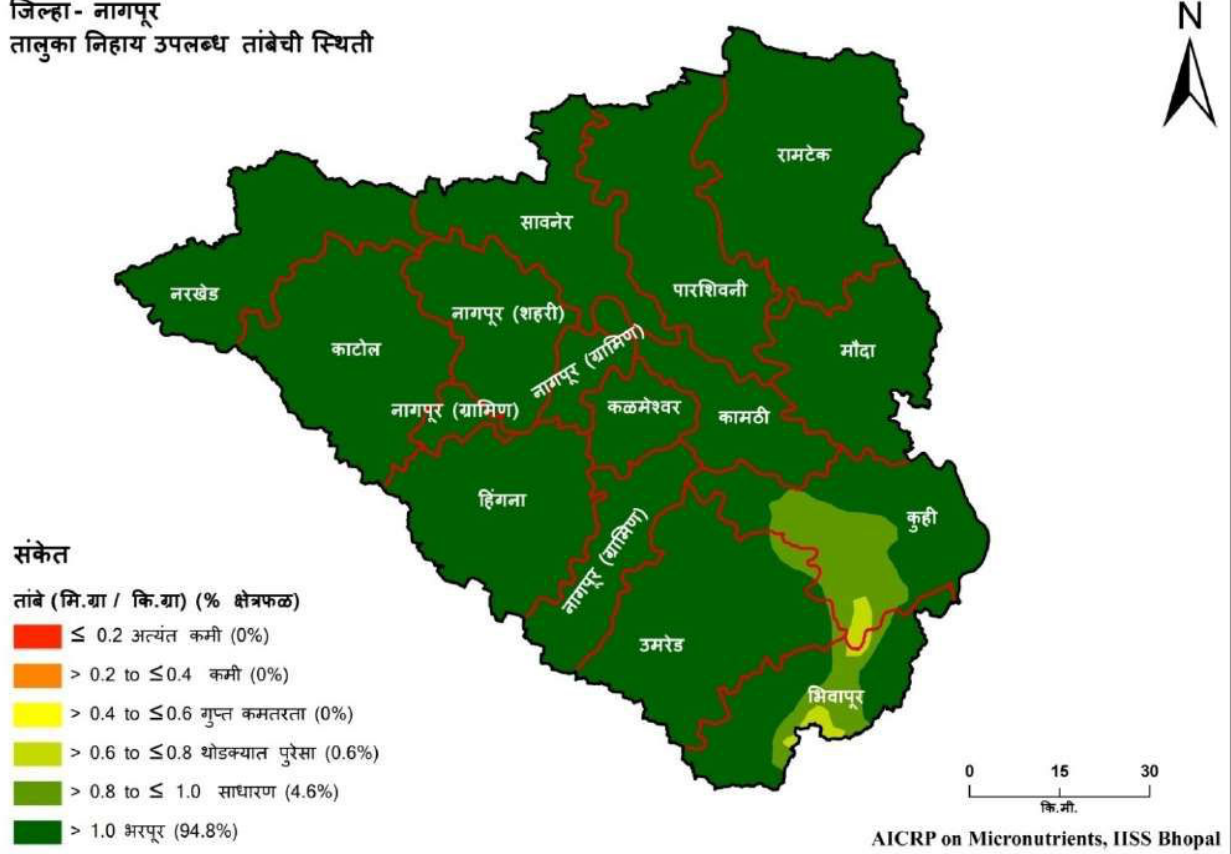 जिल्हा- नागपूर
तालुका निहाय उपलब्ध तांबेची स्थिती
N
रामटेक
सावनेर
पारशिवनी
नरखेड
नागपूर (शहरी)
काटोल
नागपूर (ग्रामिण)
मौदा
नागपूर (ग्रामिण)
कळमेश्वर
कामठी
हिंगना
कुही
नागपूर (ग्रामिण)
उमरेड
भिवापूर
संकेत
तांबे (मि.ग्रा / कि.ग्रा) (% क्षेत्रफळ)
≤ 0.2 अत्यंत कमी (0%)
> 0.2 to ≤0.4 कमी (0%)
> 0.4 to ≤0.6 गुप्त कमतरता (0%)
> 0.6 to ≤0.8 थोडक्यात पुरेसा (0.6%)
> 0.8 to ≤ 1.0 साधारण (4.6%)
> 1.0 भरपूर (94.8%)
0 15 30
कि.मी.
AICRP on Micronutrients, IISS Bhopal